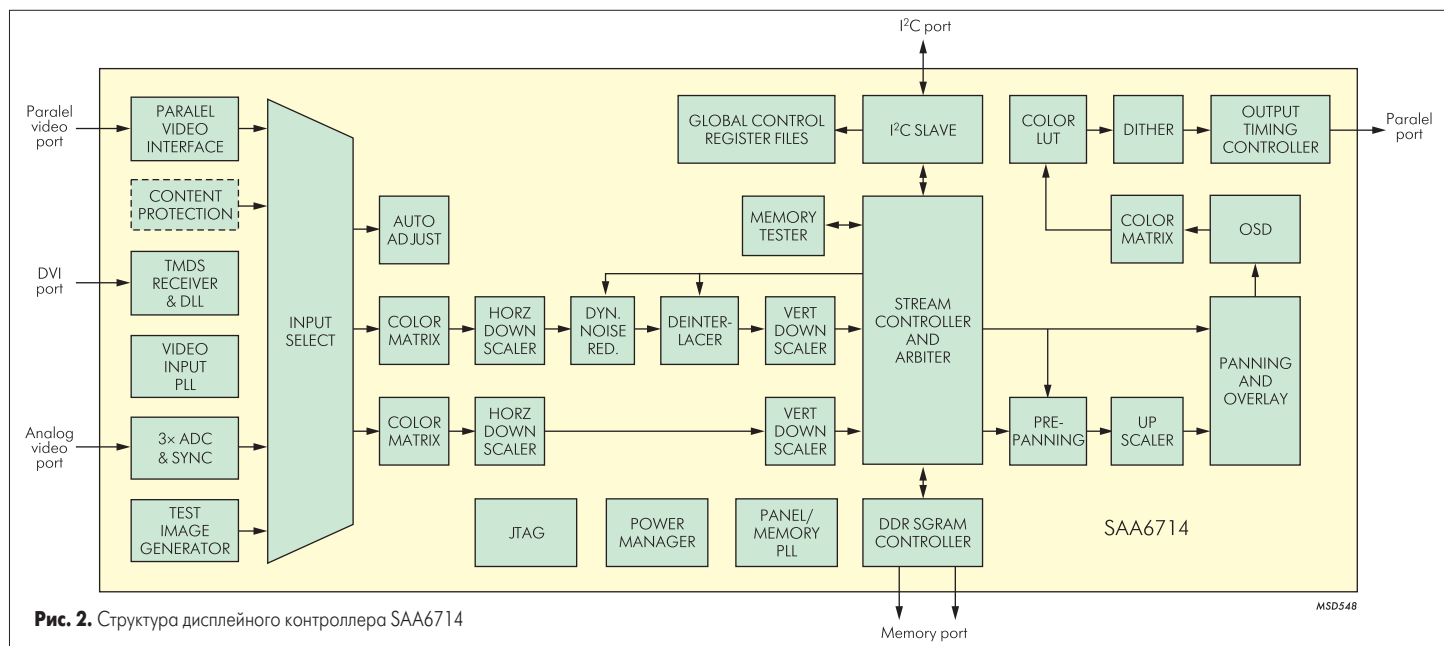 I²C port
Paralel
video
port
PARALEL
VIDEO
INTERFACE
CONTENT
PROTECTION
DVI
port
TMDS
RECEIVER
& DLL
VIDEO
INPUT
PLL
Analog
video
port
3× ADC
& SYNC
TEST
IMAGE
GENERATOR
INPUT
SELECT
AUTO
ADJUST
COLOR
MATRIX
HORZ
DOWN
SCALER
DYN.
NOISE
RED.
DEINTER-
LACER
VERT
DOWN
SCALER
COLOR
MATRIX
HORZ
DOWN
SCALER
VERT
DOWN
SCALER
GLOBAL CONTROL
REGISTER FILES
I²C SLAVE
MEMORY
TESTER
STREAM
CONTROLLER
AND
ARBITER
JTAG
POWER
MANAGER
PANEL/
MEMORY
PLL
DDR SGRAM
CONTROLLER
COLOR
LUT
DITHER
OUTPUT
TIMING
CONTROLLER
Paralel
port
COLOR
MATRIX
OSD
PANNING
AND
OVERLAY
PRE-
PANNING
UP
SCALER
SAA6714
MSD548
Memory port
Рис. 2. Структура дисплейного контроллера SAA6714